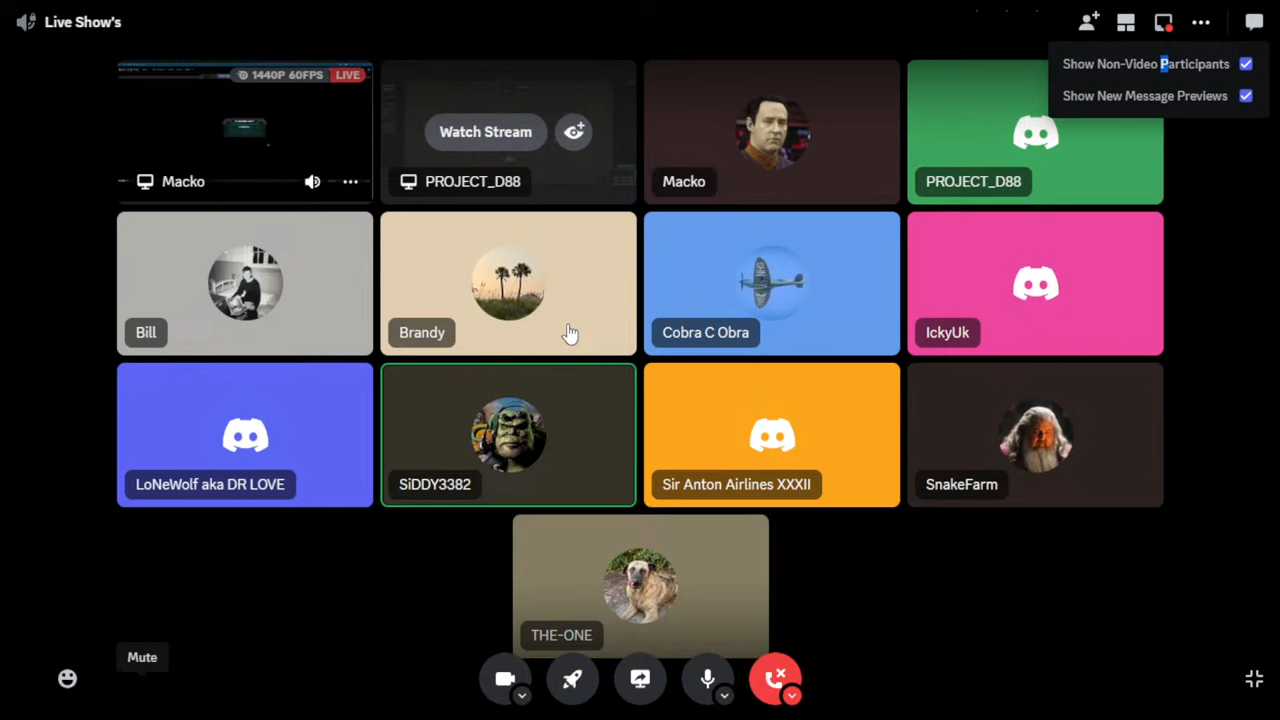 Live Show's
Show Non-Video Participants
Show New Message Previews
1440P 60FPS LIVE
Macko
Watch Stream
PROJECT_D88
Macko
PROJECT_D88
Bill
Brandy
Cobra C Obra
IckyUk
LoNeWolf aka DR LOVE
SiDDY3382
Sir Anton Airlines XXXII
SnakeFarm
THE-ONE
Mute